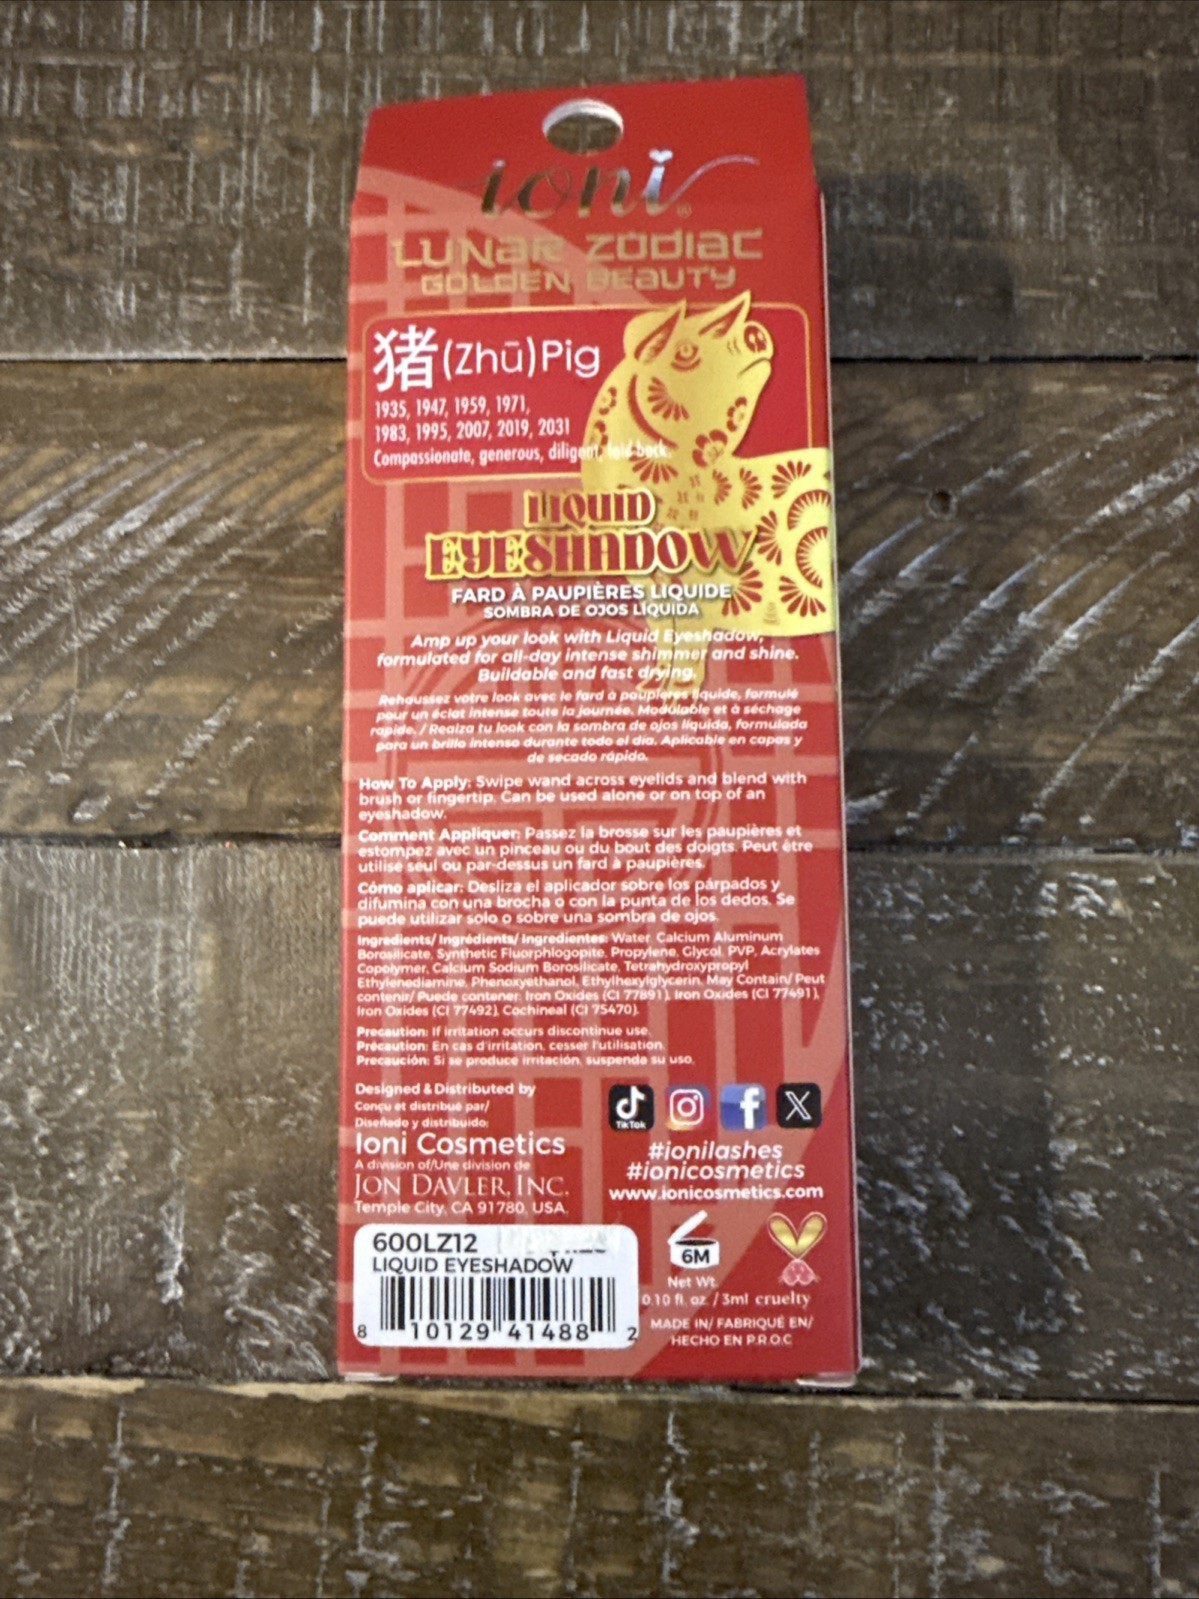 ioni®
LUNAR ZODIAC
GOLDEN BEAUTY
猪(Zhū)Pig
1935, 1947, 1959, 1971,
1983, 1995, 2007, 2019, 2031
Compassionate, generous, diligent, laid-back.
LIQUID
EYESHADOW
FARD À PAUPIÈRES LIQUIDE
SOMBRA DE OJOS LÍQUIDA
Amp up your look with Liquid Eyeshadow,
formulated for all-day intense shimmer and shine.
Buildable and fast drying.
Rehaussez votre look avec le fard à paupières liquide, formulé
pour un éclat intense toute la journée. Modulable et à séchage
rapide. / Realza tu look con la sombra de ojos líquida, formulada
para un brillo intenso durante todo el día. Aplicable en capas y
de secado rápido.
How To Apply: Swipe wand across eyelids and blend with
brush or fingertip. Can be used alone or on top of an
eyeshadow.
Comment Appliquer: Passez la brosse sur les paupières et
estompez avec un pinceau ou du bout des doigts. Peut être
utilisé seul ou par-dessus un fard à paupières.
Cómo aplicar: Desliza el aplicador sobre los párpados y
difumina con una brocha o con la punta de los dedos. Se
puede utilizar solo o sobre una sombra de ojos.
Ingredients/ Ingrédients/ Ingredientes: Water, Calcium Aluminum
Borosilicate, Synthetic Fluorphlogopite, Propylene, Glycol, PVP, Acrylates
Copolymer, Calcium Sodium Borosilicate, Tetrahydroxypropyl
Ethylenediamine, Phenoxyethanol, Ethylhexylglycerin, May Contain/ Peut
contenir/ Puede contener: Iron Oxides (CI 77891), Iron Oxides (CI 77491),
Iron Oxides (CI 77492), Cochineal (CI 75470).
Precaution: If irritation occurs discontinue use.
Précaution: En cas d'irritation, cesser l'utilisation.
Precaución: Si se produce irritación, suspenda su uso.
Designed & Distributed by
Conçu et distribué par/
Diseñado y distribuido:
Ioni Cosmetics
A division of/Une division de
JON DAVLER, INC.
Temple City, CA 91780, USA.
TikTok
#ionilashes
#ionicosmetics
www.ionicosmetics.com
600LZ12
LIQUID EYESHADOW
8 10129 41488 2
6M
Net Wt.
0.10 fl. oz. / 3ml
cruelty
MADE IN/ FABRIQUÉ EN/
HECHO EN P.R.O.C